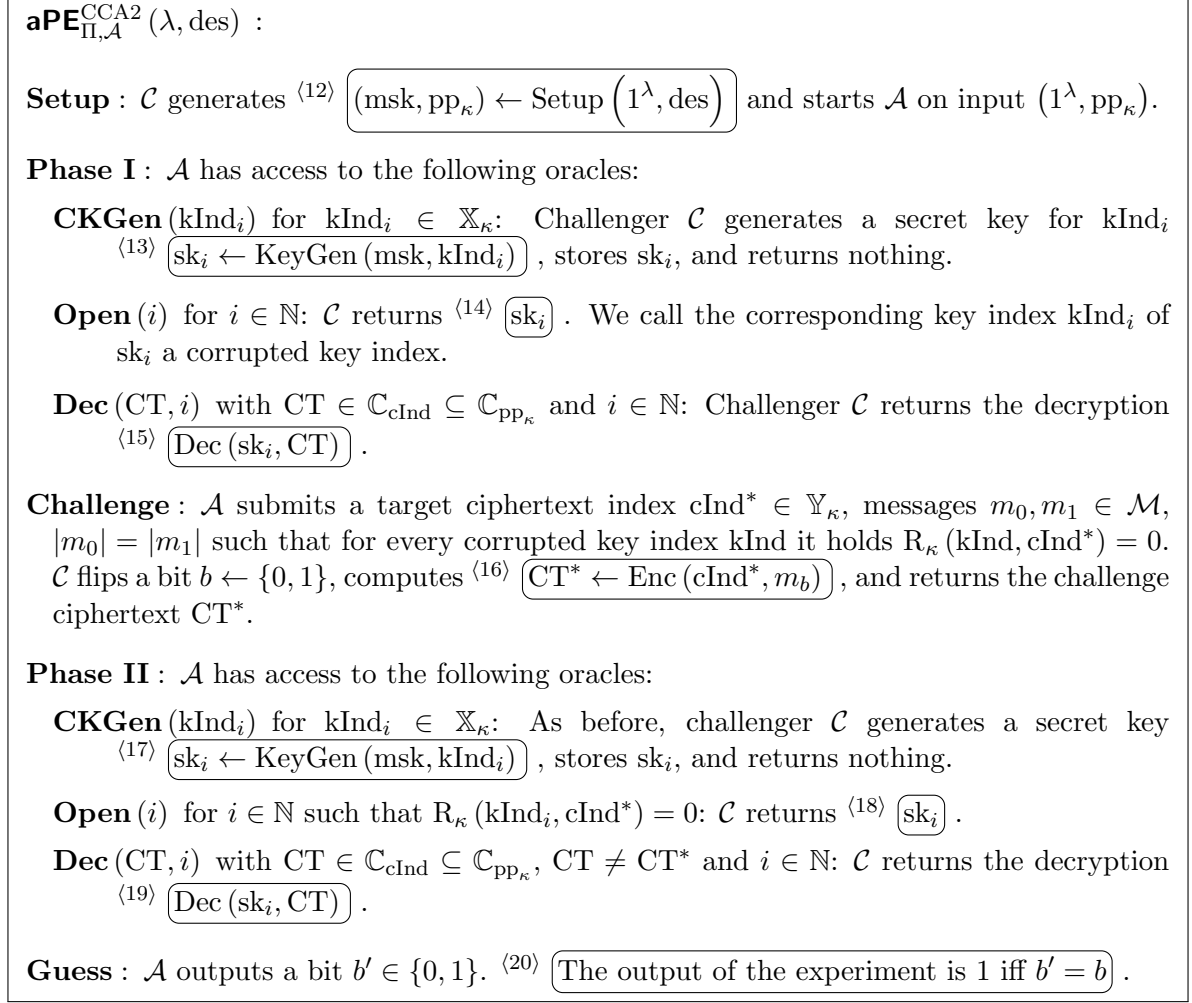 aPE^{CCA2}_{Π,𝒜} (λ, des) :
Setup : 𝒞 generates ⟨12⟩ (msk, pp_κ) ← Setup (1^λ, des) and starts 𝒜 on input (1^λ, pp_κ).
Phase I : 𝒜 has access to the following oracles:
CKGen (kInd_i) for kInd_i ∈ 𝕏_κ: Challenger 𝒞 generates a secret key for kInd_i
⟨13⟩ sk_i ← KeyGen (msk, kInd_i) , stores sk_i, and returns nothing.
Open (i) for i ∈ ℕ: 𝒞 returns ⟨14⟩ sk_i . We call the corresponding key index kInd_i of
sk_i a corrupted key index.
Dec (CT, i) with CT ∈ ℂ_{cInd} ⊆ ℂ_{pp_κ} and i ∈ ℕ: Challenger 𝒞 returns the decryption
⟨15⟩ Dec (sk_i, CT) .
Challenge : 𝒜 submits a target ciphertext index cInd* ∈ 𝕐_κ, messages m_0, m_1 ∈ ℳ,
|m_0| = |m_1| such that for every corrupted key index kInd it holds R_κ (kInd, cInd*) = 0.
𝒞 flips a bit b ← {0, 1}, computes ⟨16⟩ CT* ← Enc (cInd*, m_b) , and returns the challenge
ciphertext CT*.
Phase II : 𝒜 has access to the following oracles:
CKGen (kInd_i) for kInd_i ∈ 𝕏_κ: As before, challenger 𝒞 generates a secret key
⟨17⟩ sk_i ← KeyGen (msk, kInd_i) , stores sk_i, and returns nothing.
Open (i) for i ∈ ℕ such that R_κ (kInd_i, cInd*) = 0: 𝒞 returns ⟨18⟩ sk_i .
Dec (CT, i) with CT ∈ ℂ_{cInd} ⊆ ℂ_{pp_κ}, CT ≠ CT* and i ∈ ℕ: 𝒞 returns the decryption
⟨19⟩ Dec (sk_i, CT) .
Guess : 𝒜 outputs a bit b′ ∈ {0, 1}. ⟨20⟩ The output of the experiment is 1 iff b′ = b .